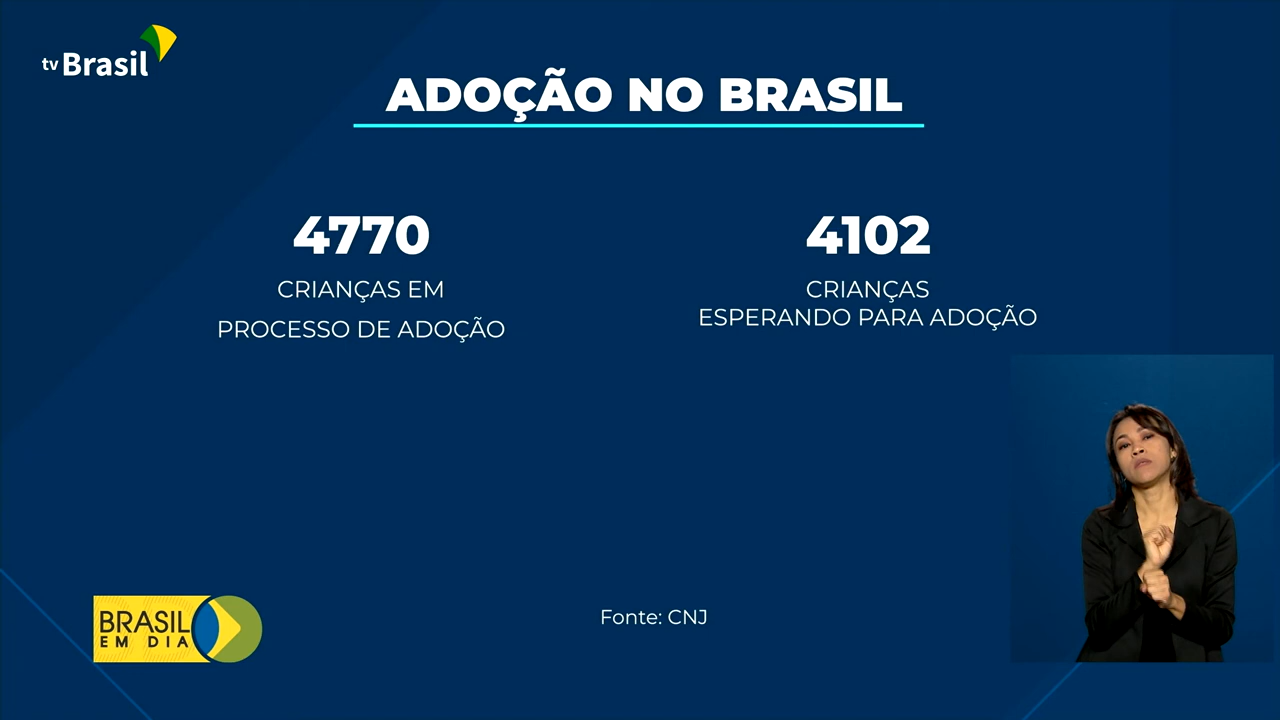 tv Brasil
ADOÇÃO NO BRASIL
4770
CRIANÇAS EM
PROCESSO DE ADOÇÃO
4102
CRIANÇAS
ESPERANDO PARA ADOÇÃO
BRASIL
EM DIA
Fonte: CNJ